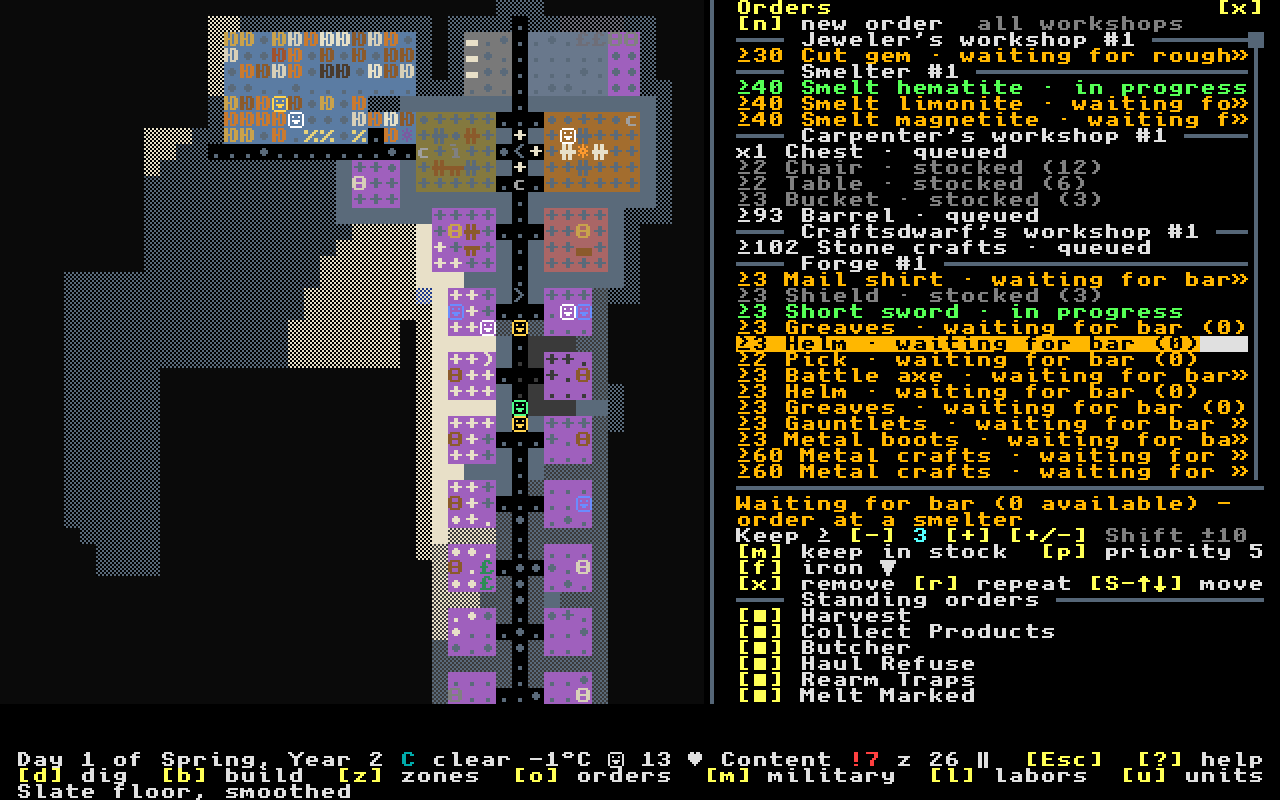 Orders [x]
[n] new order all workshops
Jeweler's workshop #1
≥30 Cut gem · waiting for rough»
Smelter #1
≥40 Smelt hematite · in progress
≥40 Smelt limonite · waiting fo»
≥40 Smelt magnetite · waiting f»
Carpenter's workshop #1
x1 Chest · queued
≥2 Chair · stocked (12)
≥2 Table · stocked (6)
≥3 Bucket · stocked (3)
≥93 Barrel · queued
Craftsdwarf's workshop #1
≥102 Stone crafts · queued
Forge #1
≥3 Mail shirt · waiting for bar»
≥3 Shield · stocked (3)
≥3 Short sword · in progress
≥3 Greaves · waiting for bar (0)
≥3 Helm · waiting for bar (0)
≥2 Pick · waiting for bar (0)
≥3 Battle axe · waiting for bar»
≥3 Helm · waiting for bar (0)
≥3 Greaves · waiting for bar (0)
≥3 Gauntlets · waiting for bar »
≥3 Metal boots · waiting for ba»
≥60 Metal crafts · waiting for »
≥60 Metal crafts · waiting for »
Waiting for bar (0 available) –
order at a smelter
Keep ≥ [-] 3 [+] [+/-] Shift ±10
[m] keep in stock [p] priority 5
[f] iron ▼
[x] remove [r] repeat [S-↑↓] move
Standing orders
[■] Harvest
[■] Collect Products
[■] Butcher
[■] Haul Refuse
[■] Rearm Traps
[■] Melt Marked
Day 1 of Spring, Year 2 C clear -1°C ☺ 13 ♥ Content !7 z 26 ‖ [Esc] [?] help
[d] dig [b] build [z] zones [o] orders [m] military [l] labors [u] units
Slate floor, smoothed